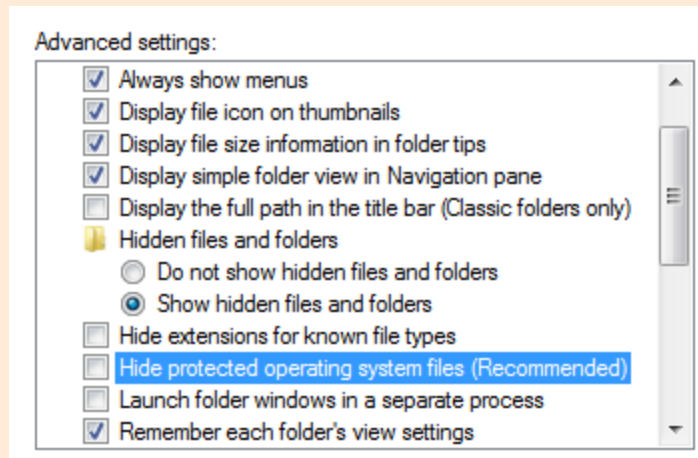 Advanced settings:
Always show menus
Display file icon on thumbnails
Display file size information in folder tips
Display simple folder view in Navigation pane
Display the full path in the title bar (Classic folders only)
Hidden files and folders
Do not show hidden files and folders
Show hidden files and folders
Hide extensions for known file types
Hide protected operating system files (Recommended)
Launch folder windows in a separate process
Remember each folder's view settings